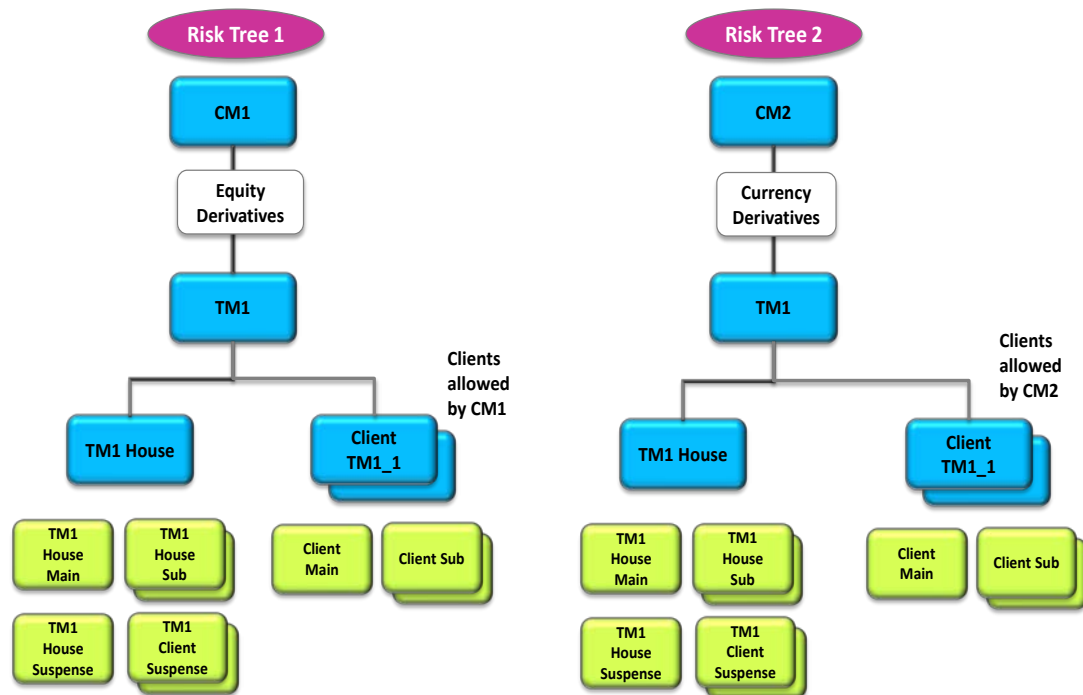 Risk Tree 1
CM1
Equity
Derivatives
TM1
Clients
allowed
by CM1
TM1 House
Client
TM1_1
TM1
House
Main
TM1
House
Sub
Client
Main
Client Sub
TM1
House
Suspense
TM1
Client
Suspense
Risk Tree 2
CM2
Currency
Derivatives
TM1
Clients
allowed
by CM2
TM1 House
Client
TM1_1
TM1
House
Main
TM1
House
Sub
Client
Main
Client Sub
TM1
House
Suspense
TM1
Client
Suspense